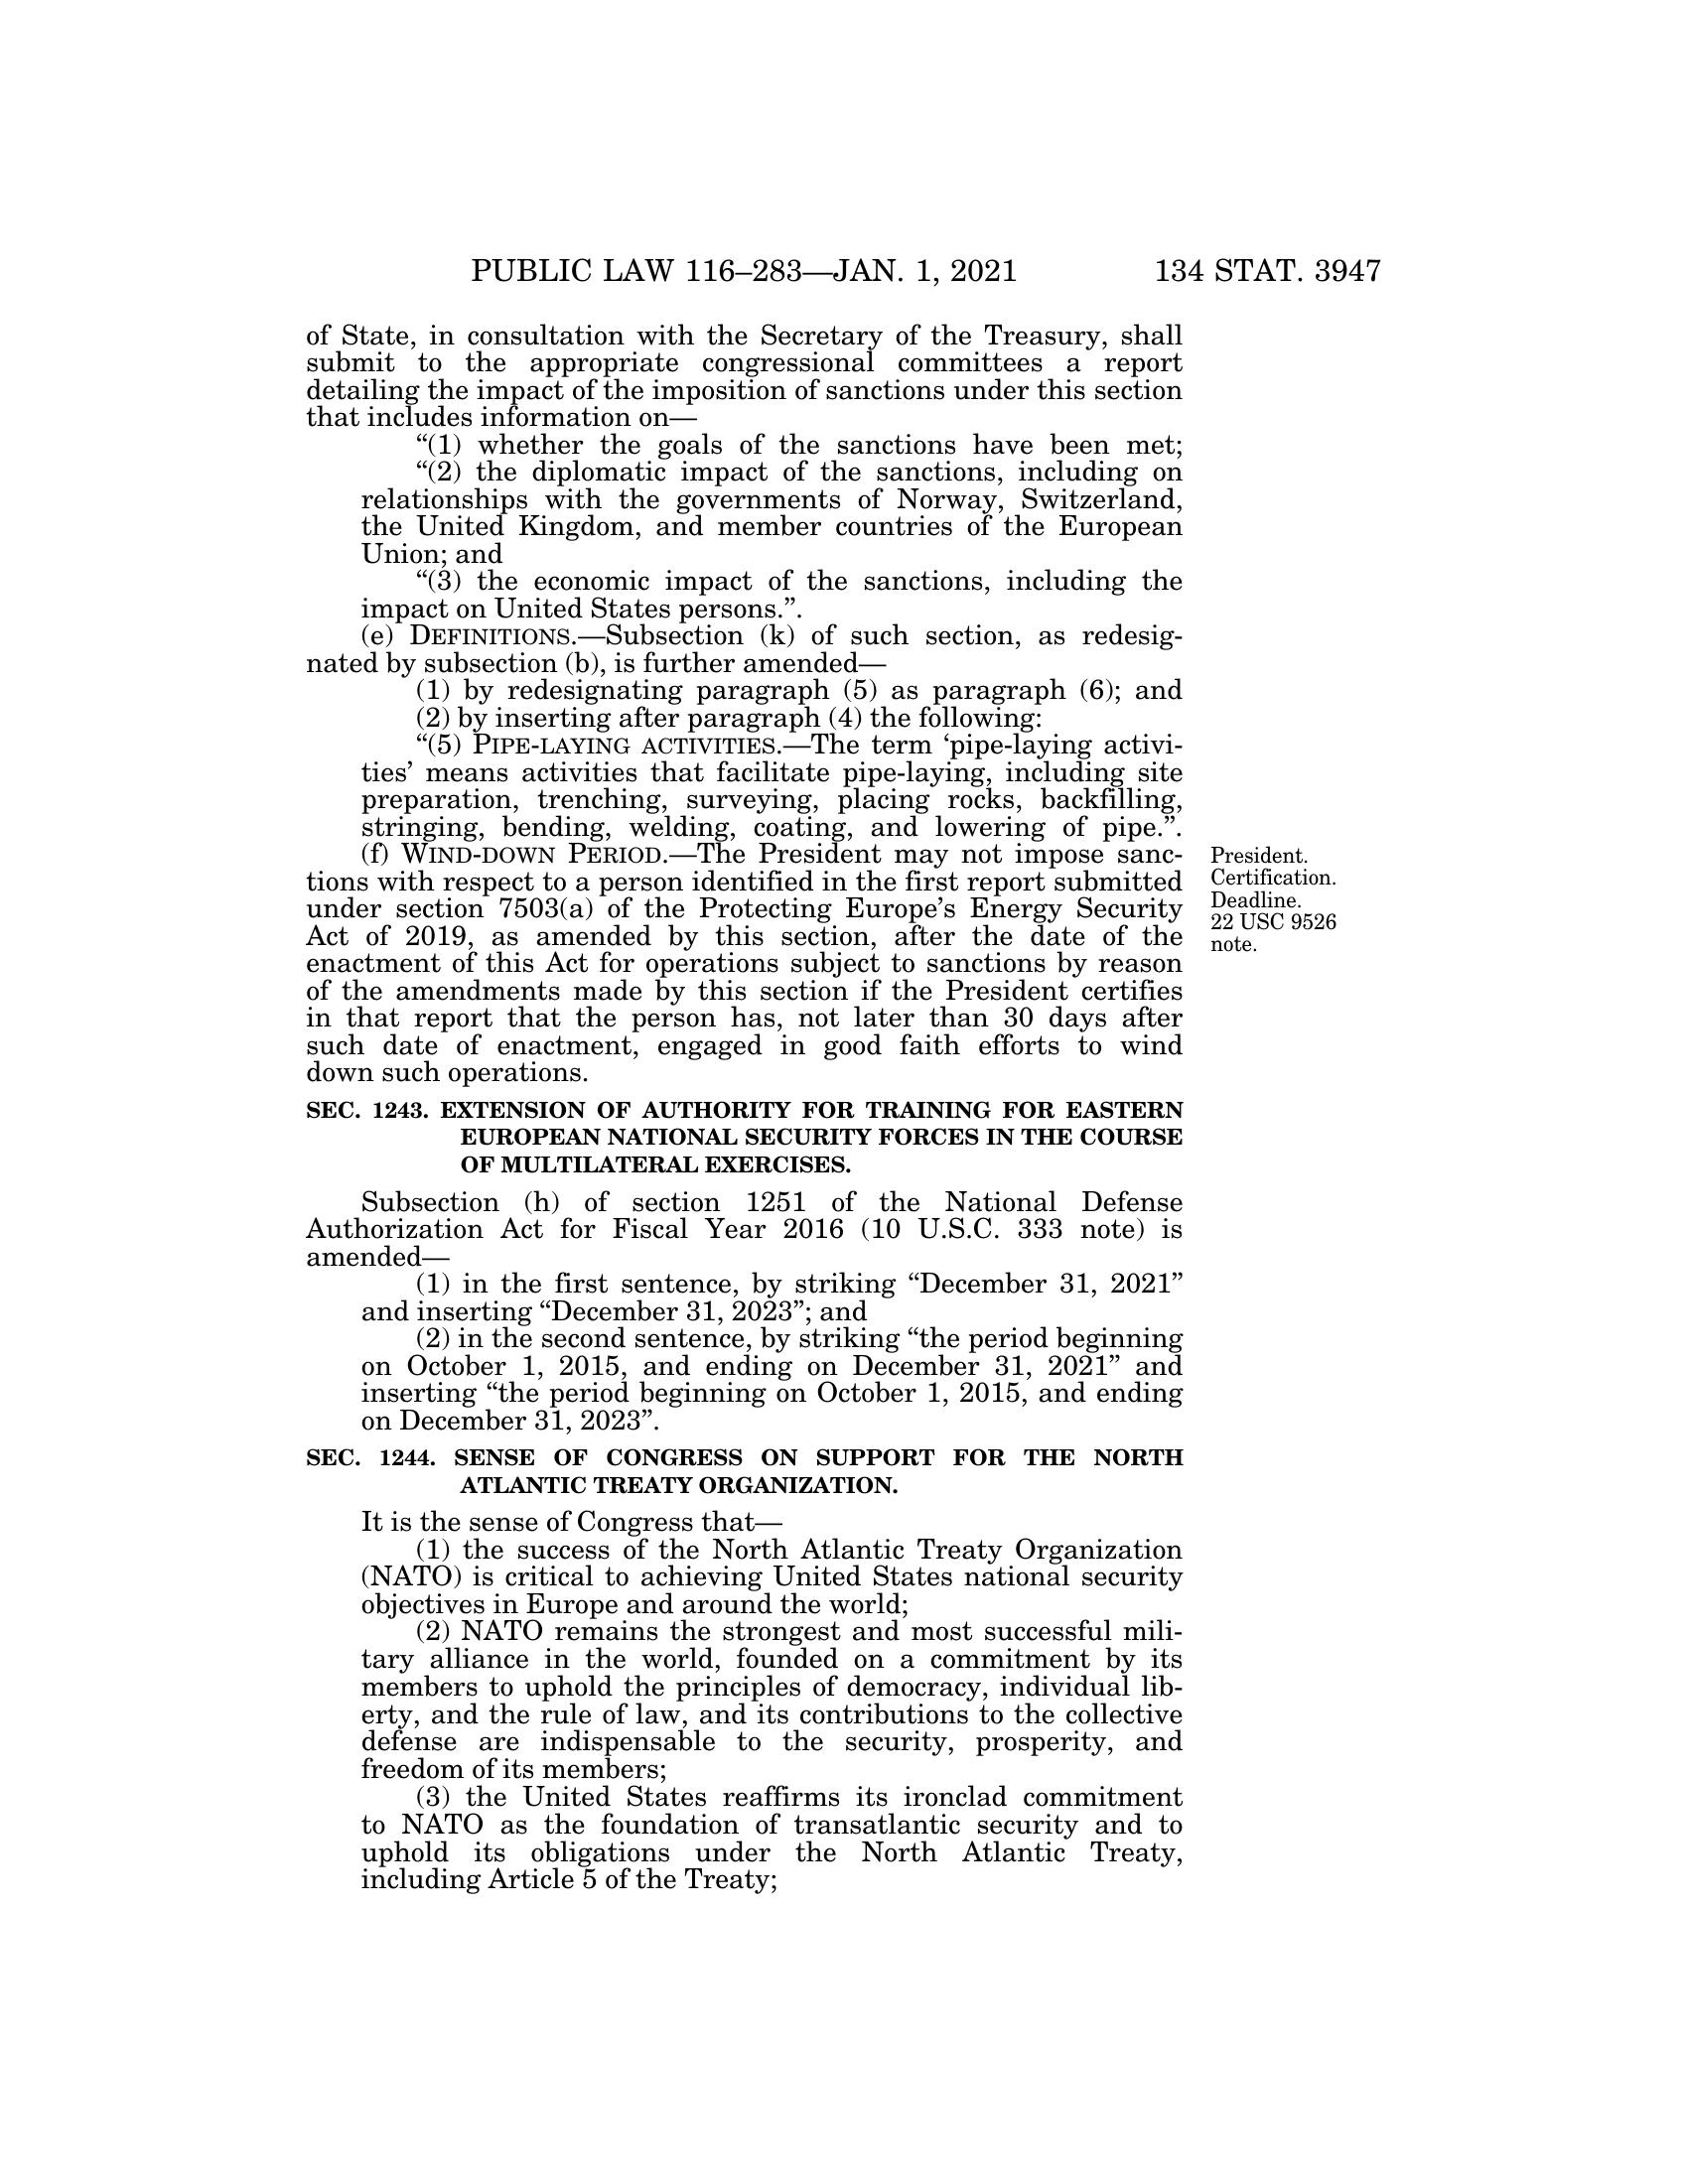 PUBLIC LAW 116–283—JAN. 1, 2021 134 STAT. 3947
of State, in consultation with the Secretary of the Treasury, shall
submit to the appropriate congressional committees a report
detailing the impact of the imposition of sanctions under this section
that includes information on—
“(1) whether the goals of the sanctions have been met;
“(2) the diplomatic impact of the sanctions, including on
relationships with the governments of Norway, Switzerland,
the United Kingdom, and member countries of the European
Union; and
“(3) the economic impact of the sanctions, including the
impact on United States persons.”.
(e) DEFINITIONS.—Subsection (k) of such section, as redesig-
nated by subsection (b), is further amended—
(1) by redesignating paragraph (5) as paragraph (6); and
(2) by inserting after paragraph (4) the following:
“(5) PIPE-LAYING ACTIVITIES.—The term ‘pipe-laying activi-
ties’ means activities that facilitate pipe-laying, including site
preparation, trenching, surveying, placing rocks, backfilling,
stringing, bending, welding, coating, and lowering of pipe.”.
(f) WIND-DOWN PERIOD.—The President may not impose sanc-
tions with respect to a person identified in the first report submitted
under section 7503(a) of the Protecting Europe’s Energy Security
Act of 2019, as amended by this section, after the date of the
enactment of this Act for operations subject to sanctions by reason
of the amendments made by this section if the President certifies
in that report that the person has, not later than 30 days after
such date of enactment, engaged in good faith efforts to wind
down such operations.
President.
Certification.
Deadline.
22 USC 9526
note.
SEC. 1243. EXTENSION OF AUTHORITY FOR TRAINING FOR EASTERN
EUROPEAN NATIONAL SECURITY FORCES IN THE COURSE
OF MULTILATERAL EXERCISES.
Subsection (h) of section 1251 of the National Defense
Authorization Act for Fiscal Year 2016 (10 U.S.C. 333 note) is
amended—
(1) in the first sentence, by striking “December 31, 2021”
and inserting “December 31, 2023”; and
(2) in the second sentence, by striking “the period beginning
on October 1, 2015, and ending on December 31, 2021” and
inserting “the period beginning on October 1, 2015, and ending
on December 31, 2023”.
SEC. 1244. SENSE OF CONGRESS ON SUPPORT FOR THE NORTH
ATLANTIC TREATY ORGANIZATION.
It is the sense of Congress that—
(1) the success of the North Atlantic Treaty Organization
(NATO) is critical to achieving United States national security
objectives in Europe and around the world;
(2) NATO remains the strongest and most successful mili-
tary alliance in the world, founded on a commitment by its
members to uphold the principles of democracy, individual lib-
erty, and the rule of law, and its contributions to the collective
defense are indispensable to the security, prosperity, and
freedom of its members;
(3) the United States reaffirms its ironclad commitment
to NATO as the foundation of transatlantic security and to
uphold its obligations under the North Atlantic Treaty,
including Article 5 of the Treaty;